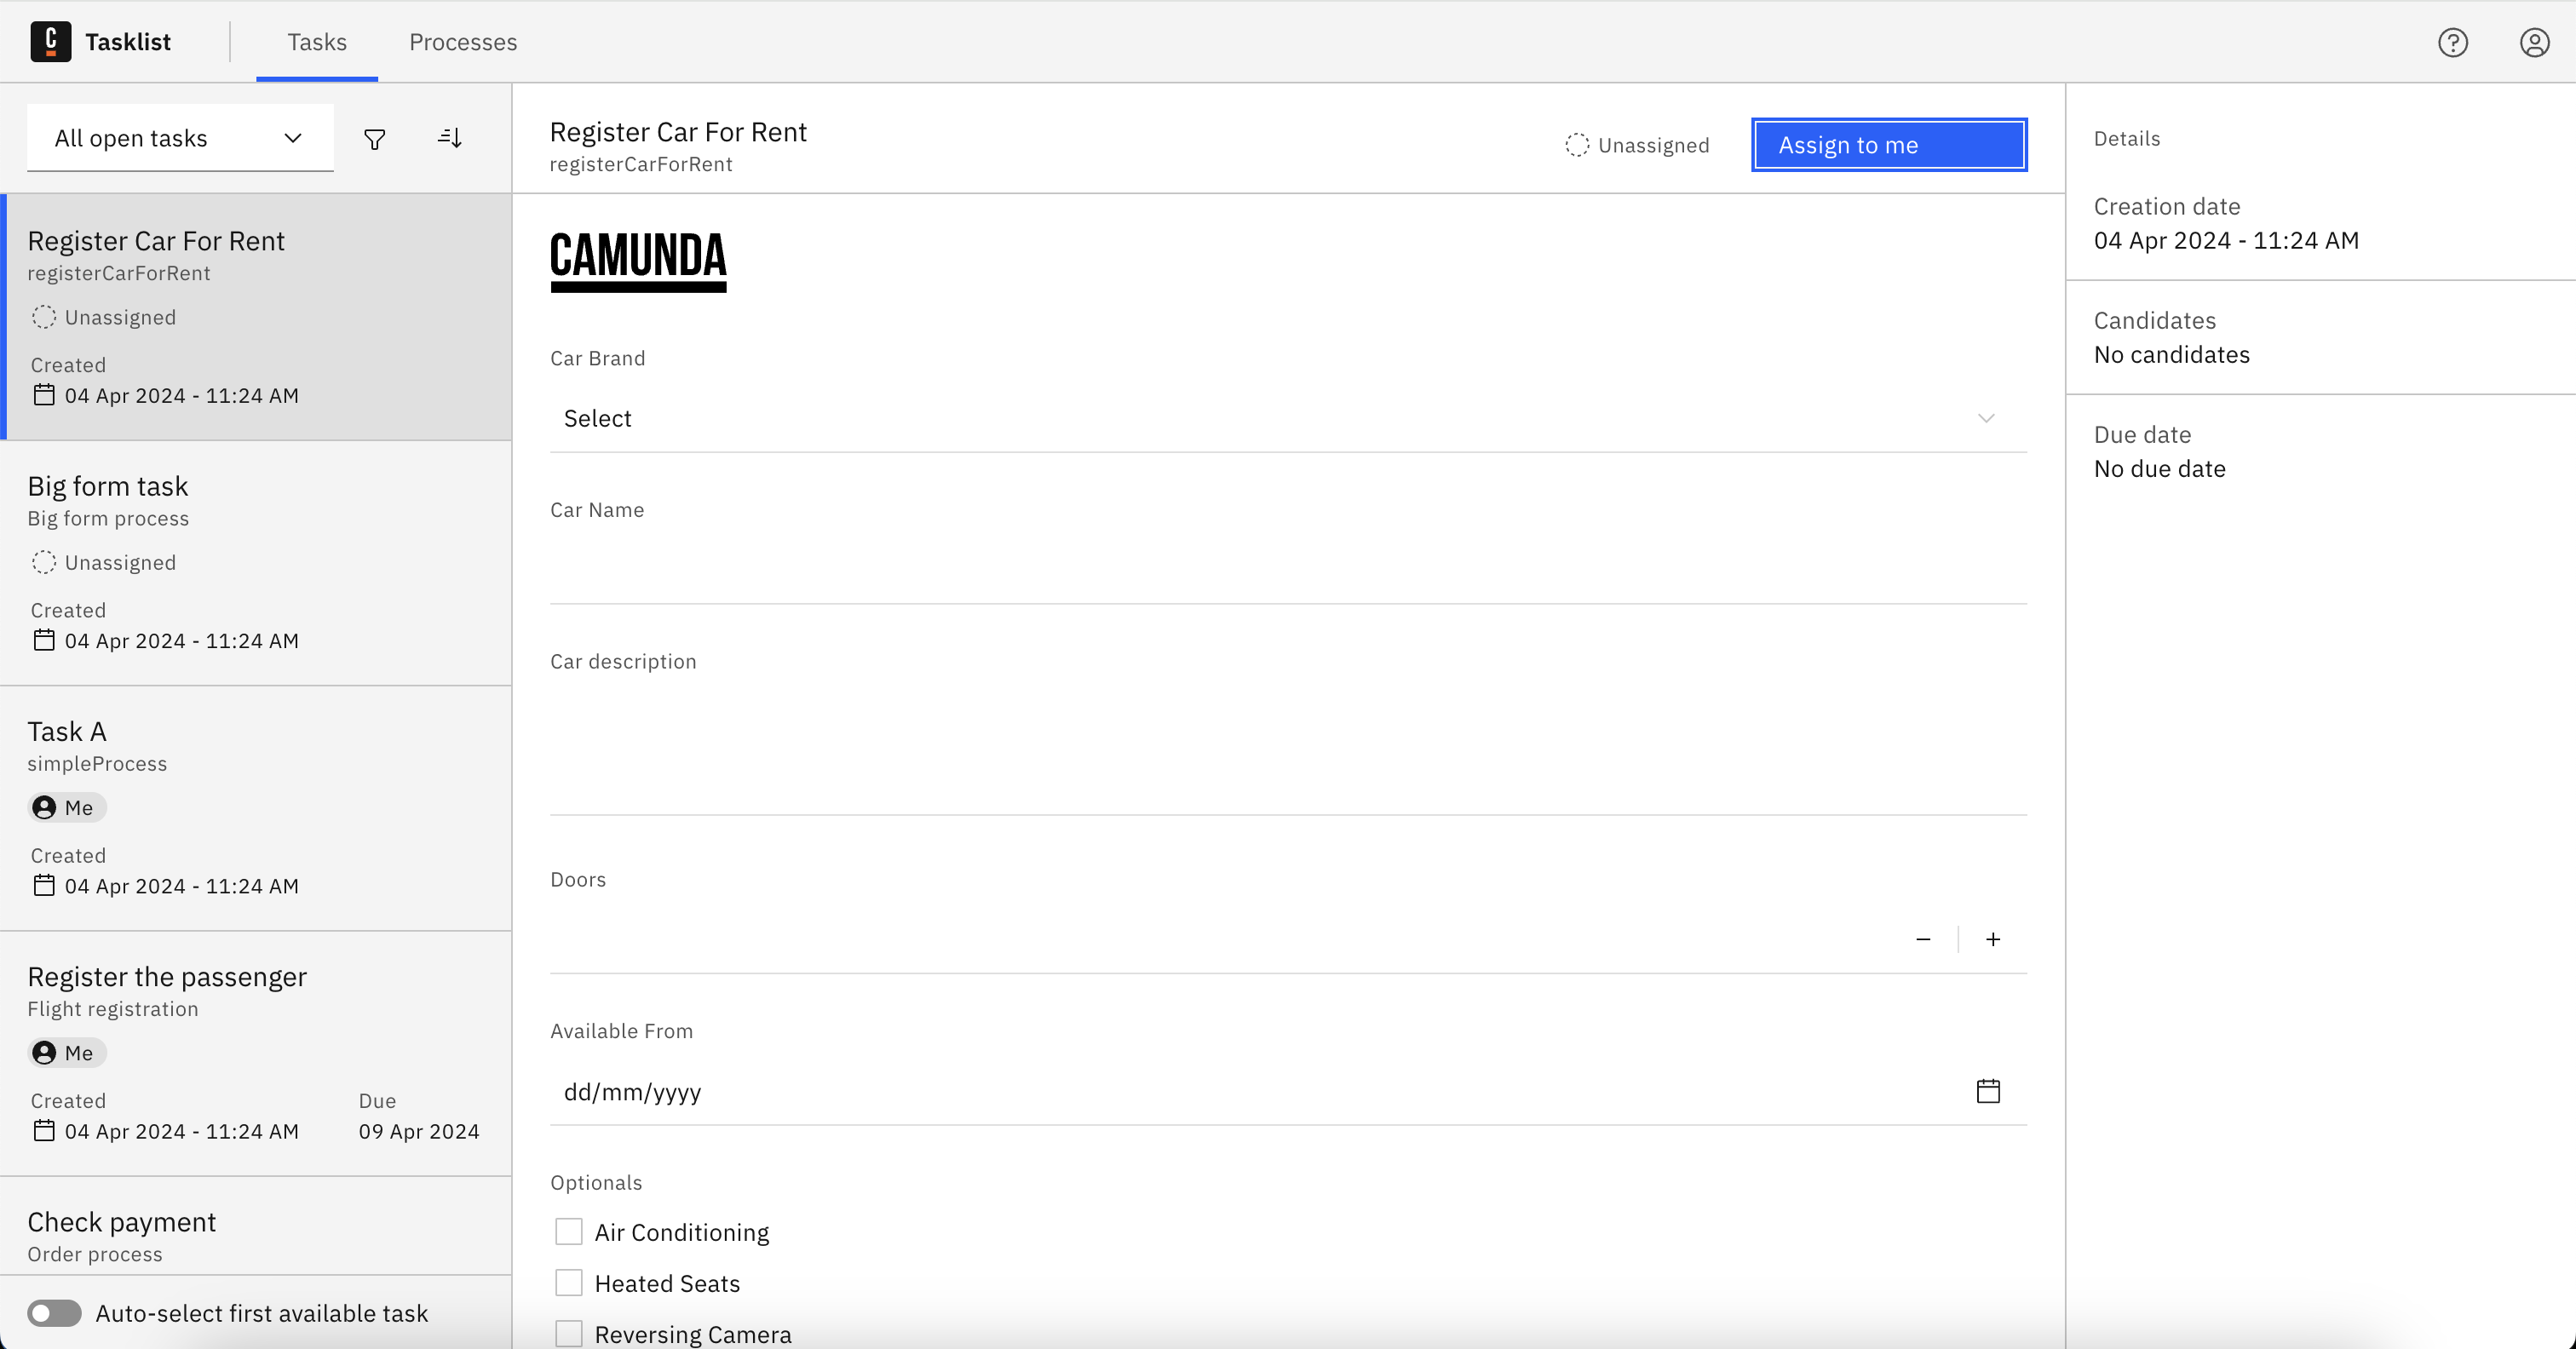 C
Tasklist
Tasks
Processes
All open tasks
Register Car For Rent
registerCarForRent
Unassigned
Created
04 Apr 2024 - 11:24 AM
Big form task
Big form process
Unassigned
Created
04 Apr 2024 - 11:24 AM
Task A
simpleProcess
Me
Created
04 Apr 2024 - 11:24 AM
Register the passenger
Flight registration
Me
Created
Due
04 Apr 2024 - 11:24 AM
09 Apr 2024
Check payment
Order process
Auto-select first available task
Register Car For Rent
registerCarForRent
Unassigned
Assign to me
CAMUNDA
Car Brand
Select
Car Name
Car description
Doors
Available From
dd/mm/yyyy
Optionals
Air Conditioning
Heated Seats
Reversing Camera
Details
Creation date
04 Apr 2024 - 11:24 AM
Candidates
No candidates
Due date
No due date